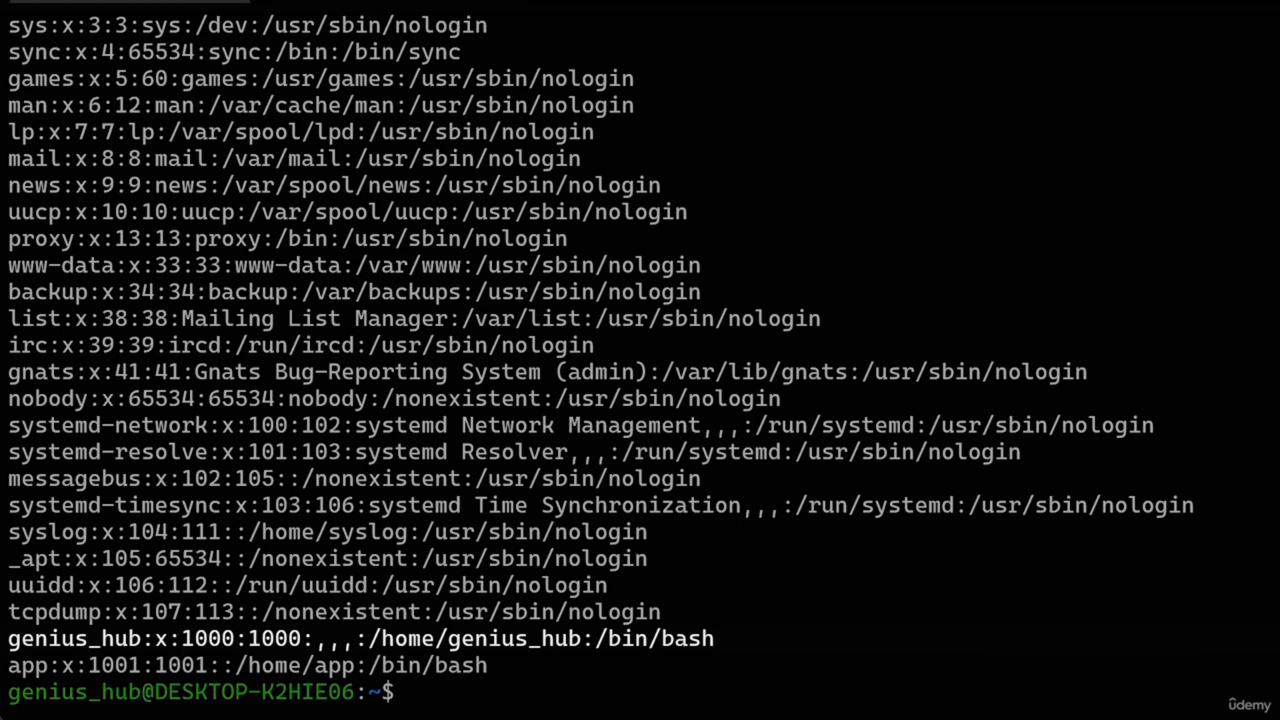 sys:x:3:3:sys:/dev:/usr/sbin/nologin
sync:x:4:65534:sync:/bin:/bin/sync
games:x:5:60:games:/usr/games:/usr/sbin/nologin
man:x:6:12:man:/var/cache/man:/usr/sbin/nologin
lp:x:7:7:lp:/var/spool/lpd:/usr/sbin/nologin
mail:x:8:8:mail:/var/mail:/usr/sbin/nologin
news:x:9:9:news:/var/spool/news:/usr/sbin/nologin
uucp:x:10:10:uucp:/var/spool/uucp:/usr/sbin/nologin
proxy:x:13:13:proxy:/bin:/usr/sbin/nologin
www-data:x:33:33:www-data:/var/www:/usr/sbin/nologin
backup:x:34:34:backup:/var/backups:/usr/sbin/nologin
list:x:38:38:Mailing List Manager:/var/list:/usr/sbin/nologin
irc:x:39:39:ircd:/run/ircd:/usr/sbin/nologin
gnats:x:41:41:Gnats Bug-Reporting System (admin):/var/lib/gnats:/usr/sbin/nologin
nobody:x:65534:65534:nobody:/nonexistent:/usr/sbin/nologin
systemd-network:x:100:102:systemd Network Management,,,:/run/systemd:/usr/sbin/nologin
systemd-resolve:x:101:103:systemd Resolver,,,:/run/systemd:/usr/sbin/nologin
messagebus:x:102:105::/nonexistent:/usr/sbin/nologin
systemd-timesync:x:103:106:systemd Time Synchronization,,,:/run/systemd:/usr/sbin/nologin
syslog:x:104:111::/home/syslog:/usr/sbin/nologin
_apt:x:105:65534::/nonexistent:/usr/sbin/nologin
uuidd:x:106:112::/run/uuidd:/usr/sbin/nologin
tcpdump:x:107:113::/nonexistent:/usr/sbin/nologin
genius_hub:x:1000:1000:,,,:/home/genius_hub:/bin/bash
app:x:1001:1001::/home/app:/bin/bash
genius_hub@DESKTOP-K2HIE06:~$
ûdemy